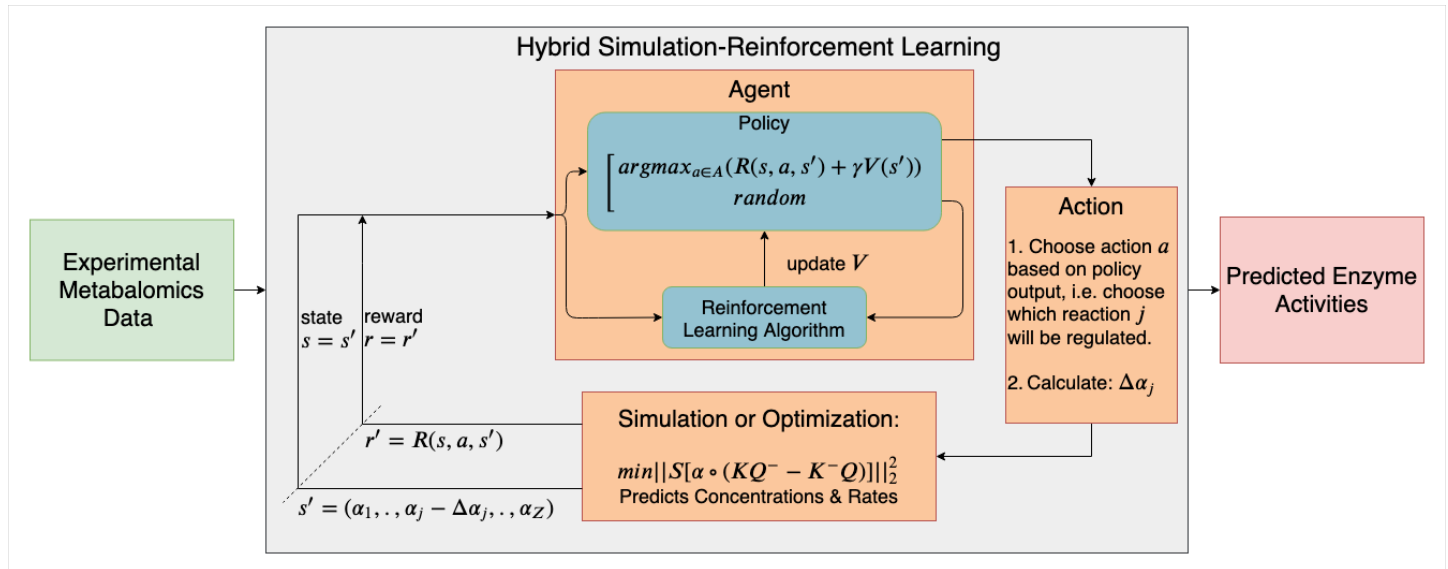 Hybrid Simulation-Reinforcement Learning
Agent
Policy
argmax_{a∈A}(R(s, a, s′) + γV(s′))
random
update V
Reinforcement
Learning Algorithm
Experimental
Metabalomics
Data
state
s = s′
reward
r = r′
Action
1. Choose action a
based on policy
output, i.e. choose
which reaction j
will be regulated.
2. Calculate: Δα_j
Predicted Enzyme
Activities
Simulation or Optimization:
min||S[α ∘ (KQ⁻ − K⁻Q)]||₂²
Predicts Concentrations & Rates
r′ = R(s, a, s′)
s′ = (α₁, . , α_j − Δα_j, . , α_Z)